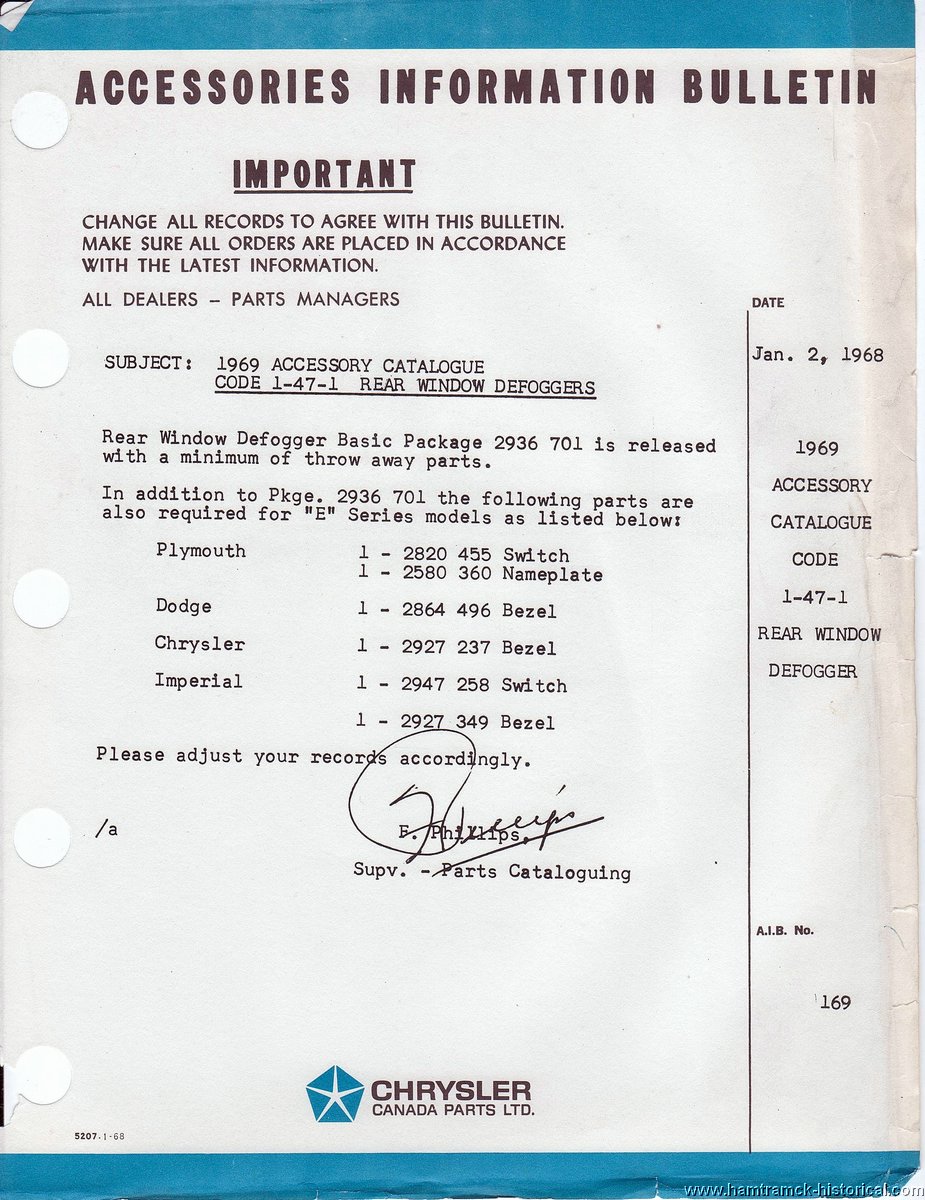 ACCESSORIES INFORMATION BULLETIN
IMPORTANT
CHANGE ALL RECORDS TO AGREE WITH THIS BULLETIN.
MAKE SURE ALL ORDERS ARE PLACED IN ACCORDANCE
WITH THE LATEST INFORMATION.
ALL DEALERS – PARTS MANAGERS
SUBJECT: 1969 ACCESSORY CATALOGUE
CODE 1-47-1 REAR WINDOW DEFOGGERS
Rear Window Defogger Basic Package 2936 701 is released
with a minimum of throw away parts.
In addition to Pkge. 2936 701 the following parts are
also required for "E" Series models as listed below:
Plymouth 1 - 2820 455 Switch
1 - 2580 360 Nameplate
Dodge 1 - 2864 496 Bezel
Chrysler 1 - 2927 237 Bezel
Imperial 1 - 2947 258 Switch
1 - 2927 349 Bezel
Please adjust your records accordingly.
/a
E. Phillips,
Supv. - Parts Cataloguing
DATE
Jan. 2, 1968
1969
ACCESSORY
CATALOGUE
CODE
1-47-1
REAR WINDOW
DEFOGGER
A.I.B. No.
169
CHRYSLER
CANADA PARTS LTD.
5207.1-68
www.hamtramck-historical.com